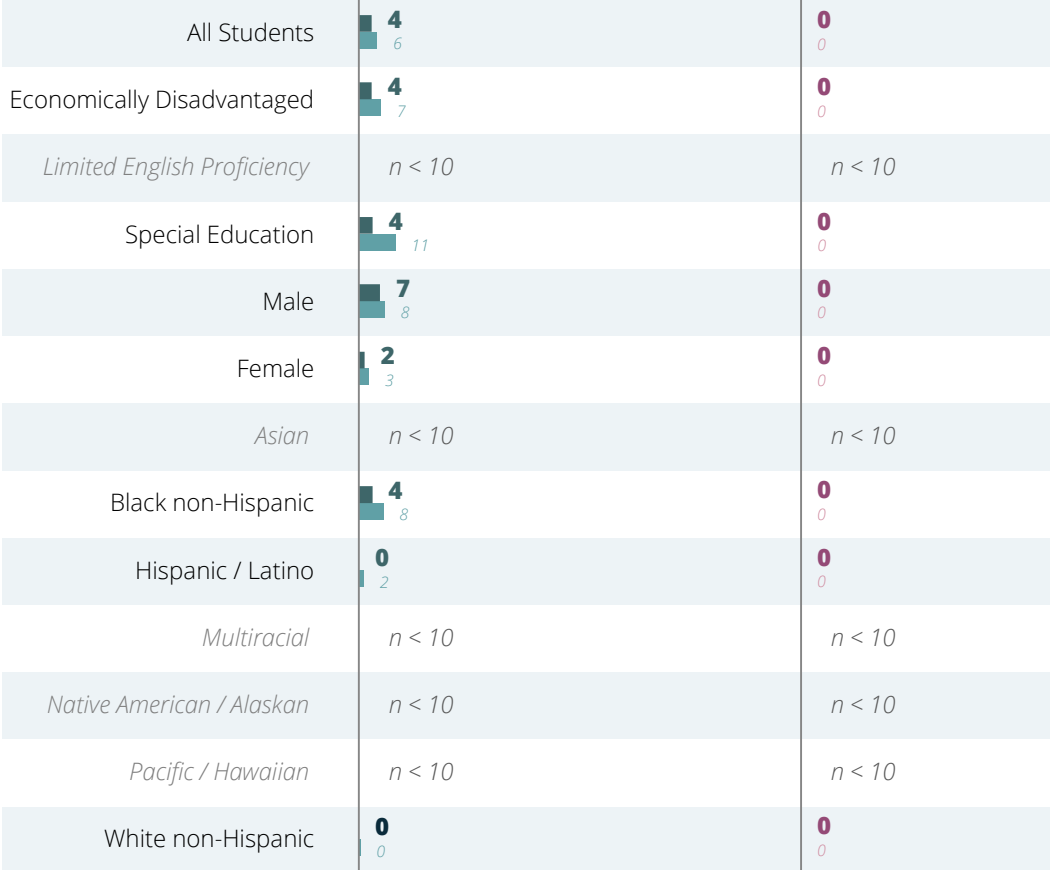 All Students 4 0
6 0
Economically Disadvantaged 4 0
7 0
Limited English Proficiency n < 10 n < 10
Special Education 4 0
11 0
Male 7 0
8 0
Female 2 0
3 0
Asian n < 10 n < 10
Black non-Hispanic 4 0
8 0
Hispanic / Latino 0 0
2 0
Multiracial n < 10 n < 10
Native American / Alaskan n < 10 n < 10
Pacific / Hawaiian n < 10 n < 10
White non-Hispanic 0 0
0 0